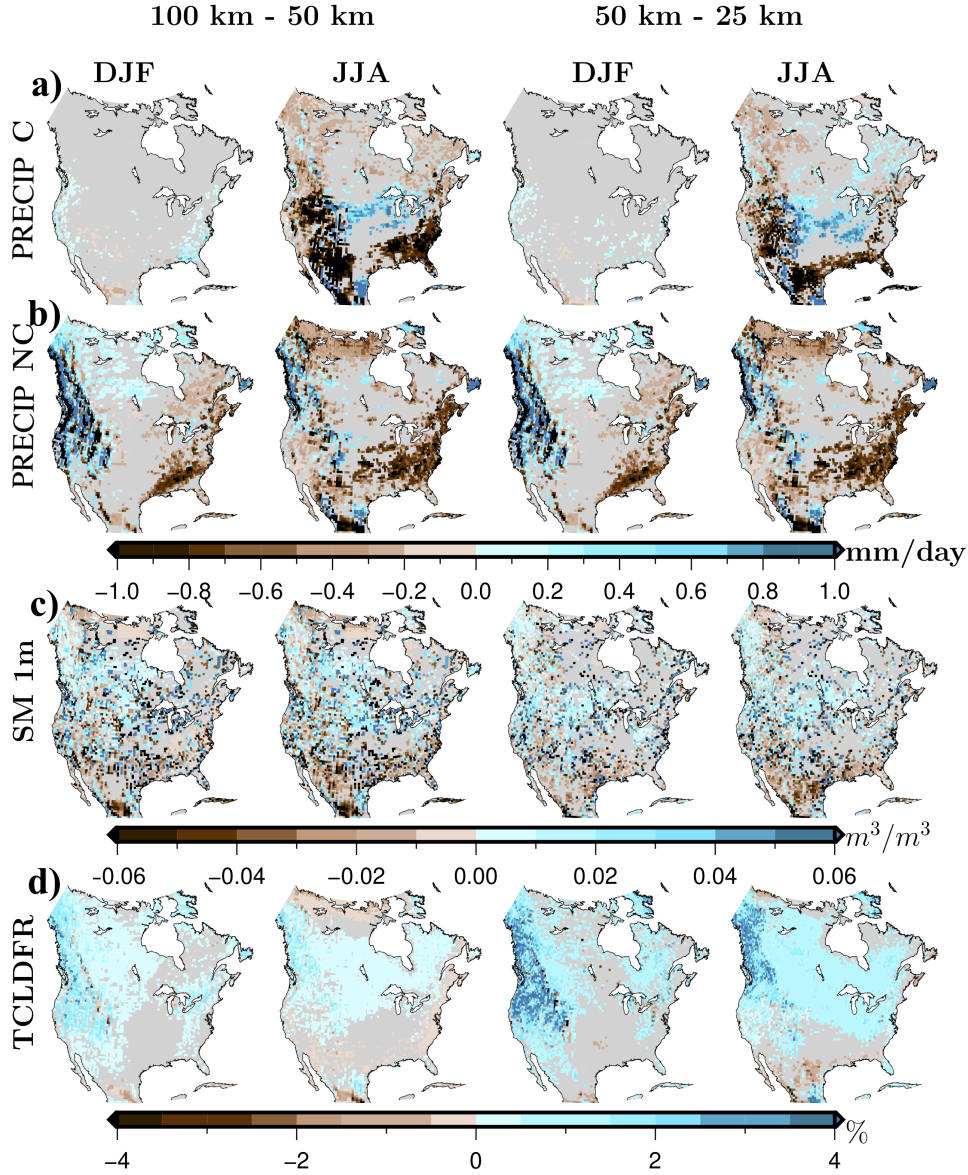 100 km - 50 km 50 km - 25 km
DJF JJA DJF JJA
a)
PRECIP C
b)
PRECIP NC
−1.0 −0.8 −0.6 −0.4 −0.2 0.0 0.2 0.4 0.6 0.8 1.0 mm/day
c)
SM 1m
−0.06 −0.04 −0.02 0.00 0.02 0.04 0.06 m³/m³
d)
TCLDFR
−4 −2 0 2 4 %